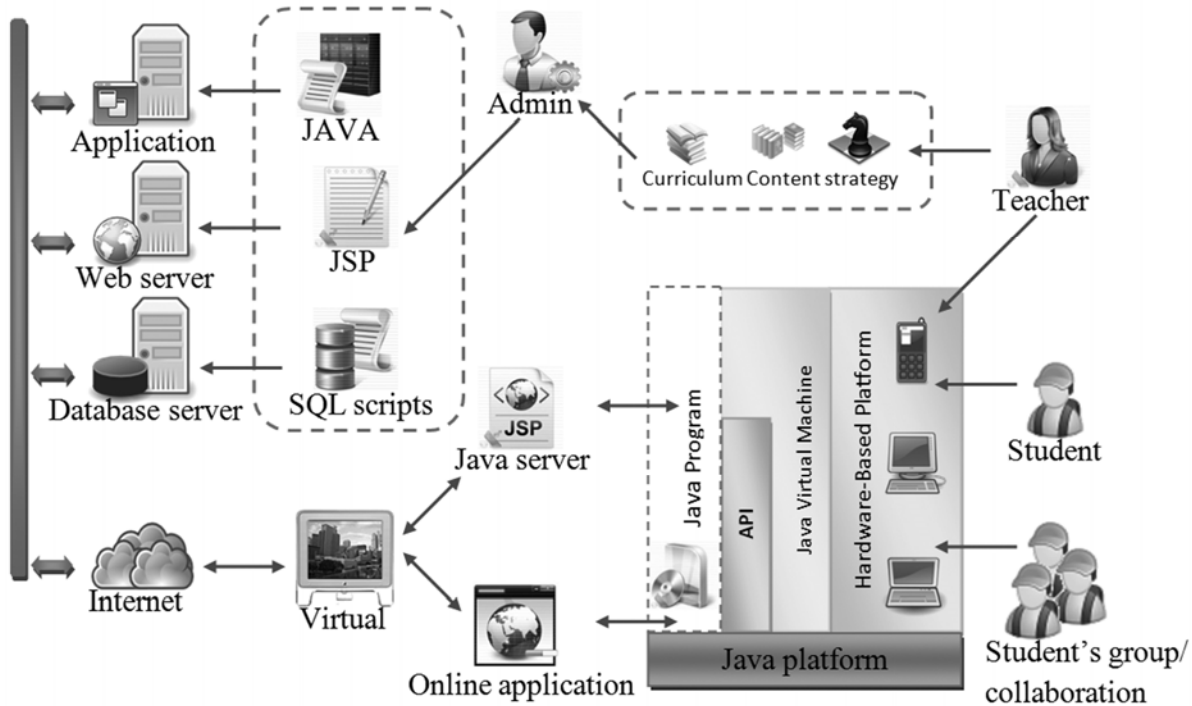 Application
JAVA
Admin
Curriculum Content strategy
Teacher
Web server
JSP
Database server
SQL scripts
JSP
Java server
Java Program
API
Java Virtual Machine
Hardware-Based Platform
Student
Internet
Virtual
Online application
Java platform
Student's group/
collaboration